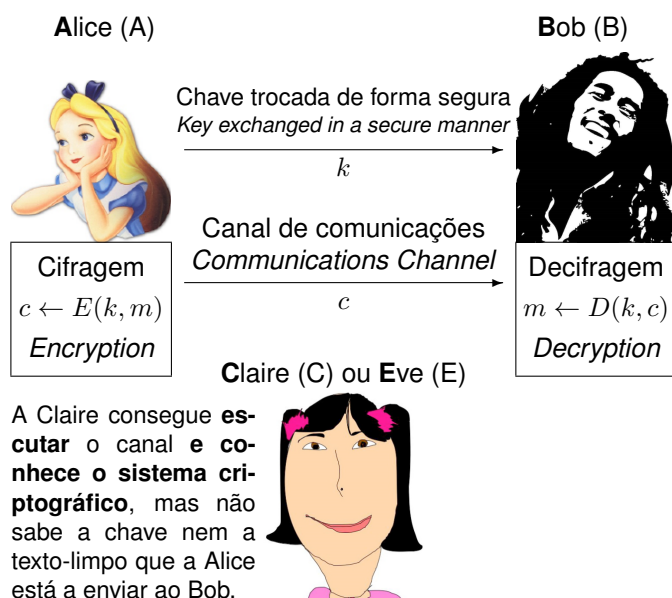 Alice (A)
Bob (B)
Chave trocada de forma segura
Key exchanged in a secure manner
k
Canal de comunicações
Communications Channel
c
Cifragem
c ← E(k, m)
Encryption
Decifragem
m ← D(k, c)
Decryption
Claire (C) ou Eve (E)
A Claire consegue es-
cutar o canal e co-
nhece o sistema cri-
ptográfico, mas não
sabe a chave nem a
texto-limpo que a Alice
está a enviar ao Bob.